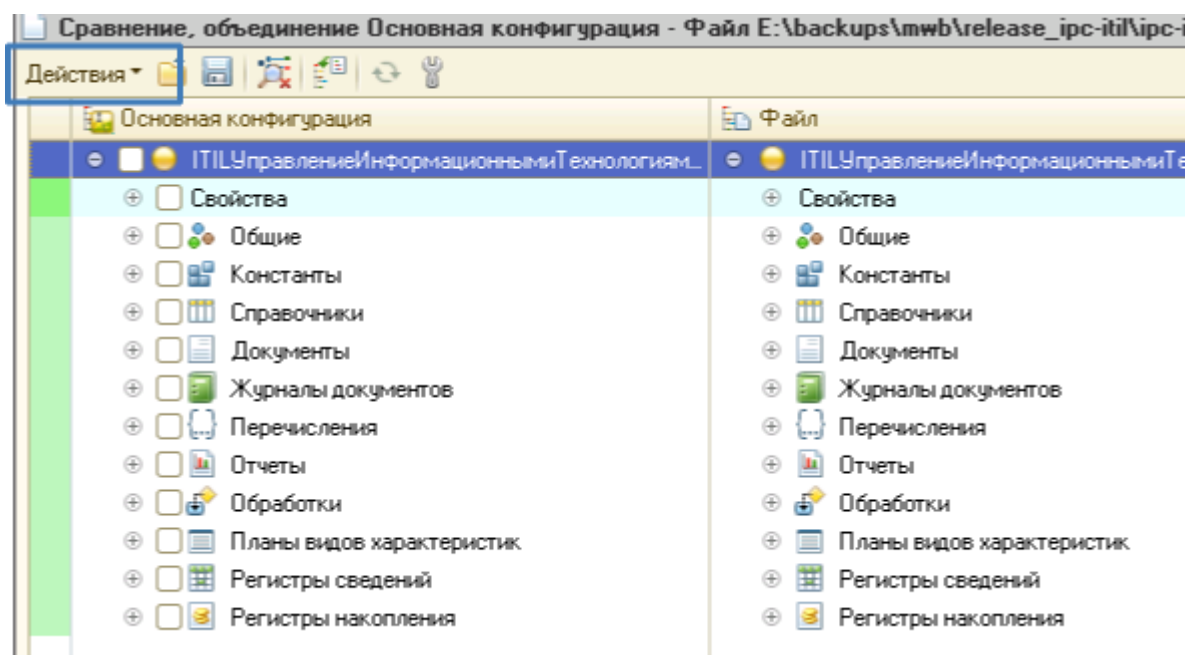 Сравнение, объединение Основная конфигурация - Файл E:\backups\mwb\release_ipc-itil\ipc-i
Действия
Основная конфигурация Файл
ITILУправлениеИнформационнымиТехнологиям... ITILУправлениеИнформационнымиТе
Свойства Свойства
Общие Общие
Константы Константы
Справочники Справочники
Документы Документы
Журналы документов Журналы документов
Перечисления Перечисления
Отчеты Отчеты
Обработки Обработки
Планы видов характеристик Планы видов характеристик
Регистры сведений Регистры сведений
Регистры накопления Регистры накопления